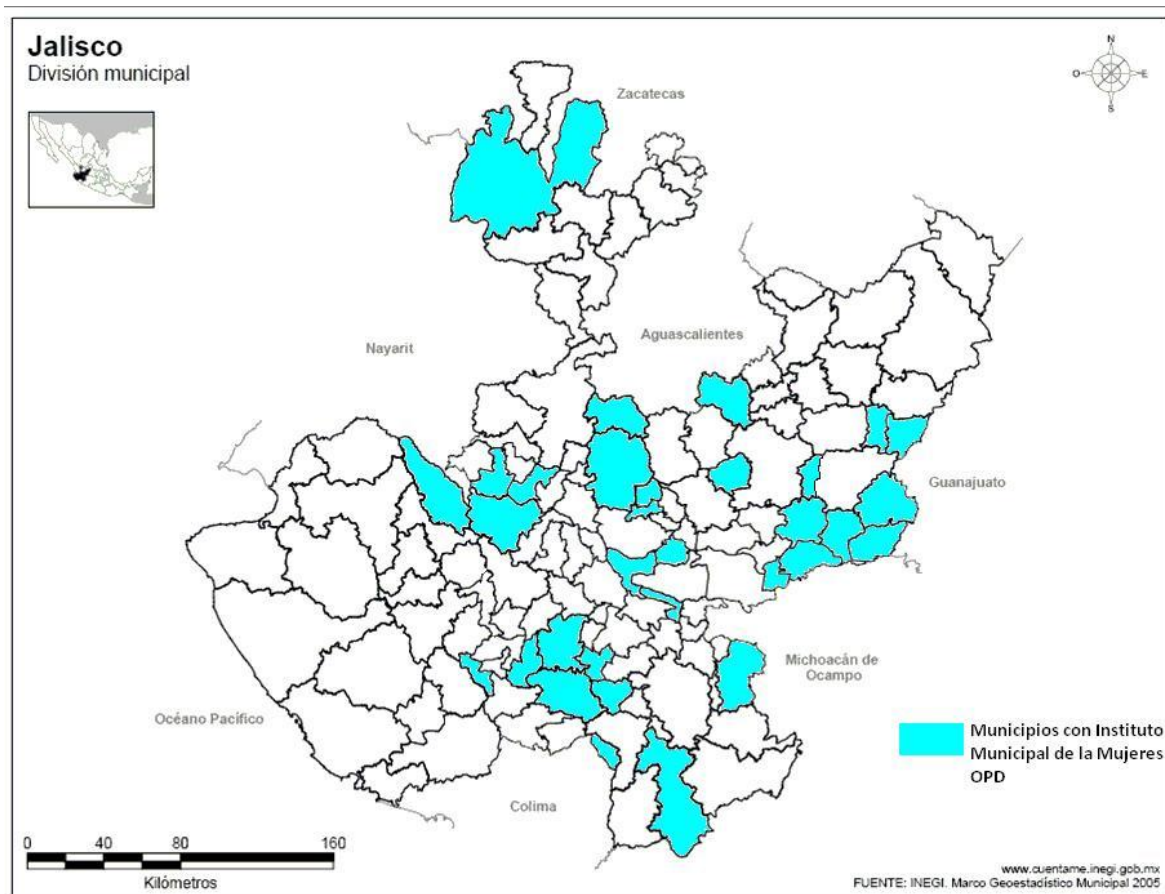 Jalisco
División municipal
N
O
E
S
Zacatecas
Nayarit
Aguascalientes
Guanajuato
Michoacán de
Ocampo
Océano Pacífico
Colima
Municipios con Instituto
Municipal de la Mujeres
OPD
0 40 80 160
Kilómetros
www.cuentame.inegi.gob.mx
FUENTE: INEGI. Marco Geoestadístico Municipal 2005